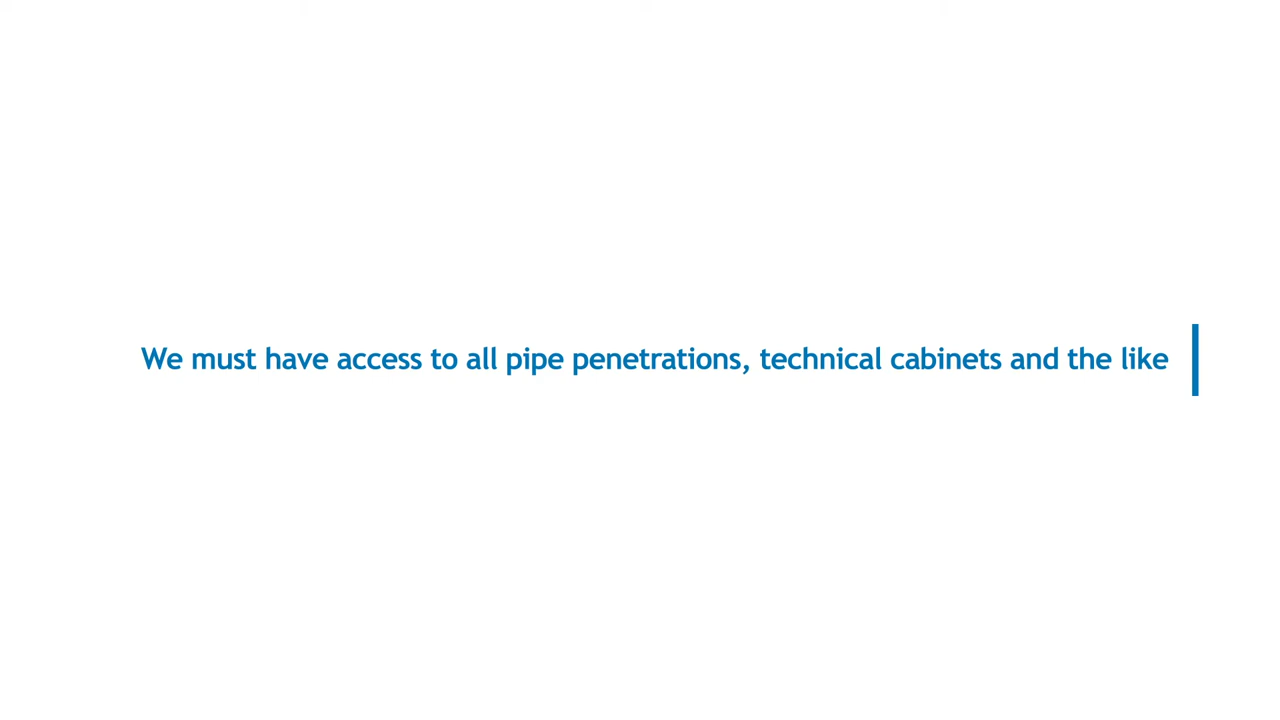 We must have access to all pipe penetrations, technical cabinets and the like